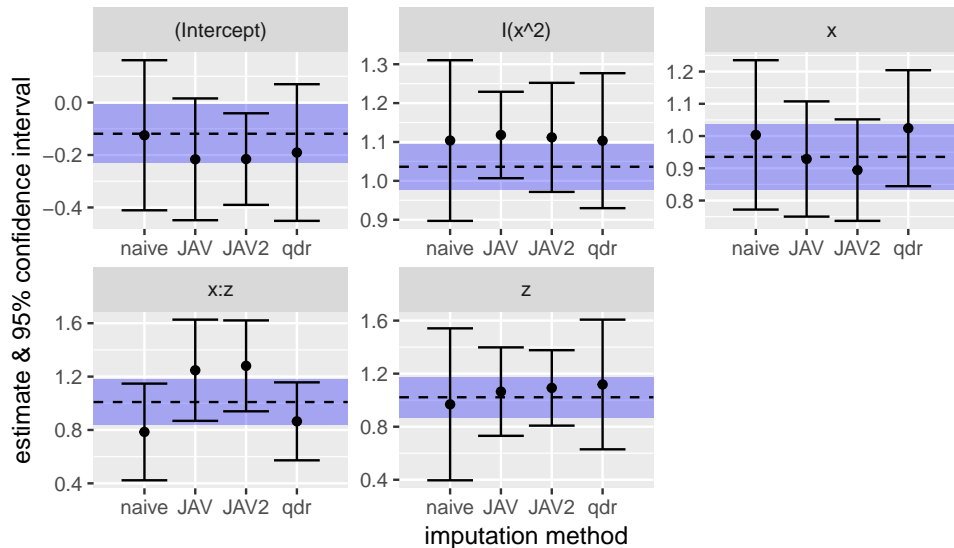 (Intercept)
I(x^2)
x
0.0
−0.2
−0.4
1.3
1.2
1.1
1.0
0.9
1.2
1.1
1.0
0.9
0.8
naive JAV JAV2 qdr
naive JAV JAV2 qdr
naive JAV JAV2 qdr
x:z
z
1.6
1.2
0.8
0.4
1.6
1.2
0.8
0.4
naive JAV JAV2 qdr
naive JAV JAV2 qdr
estimate & 95% confidence interval
imputation method